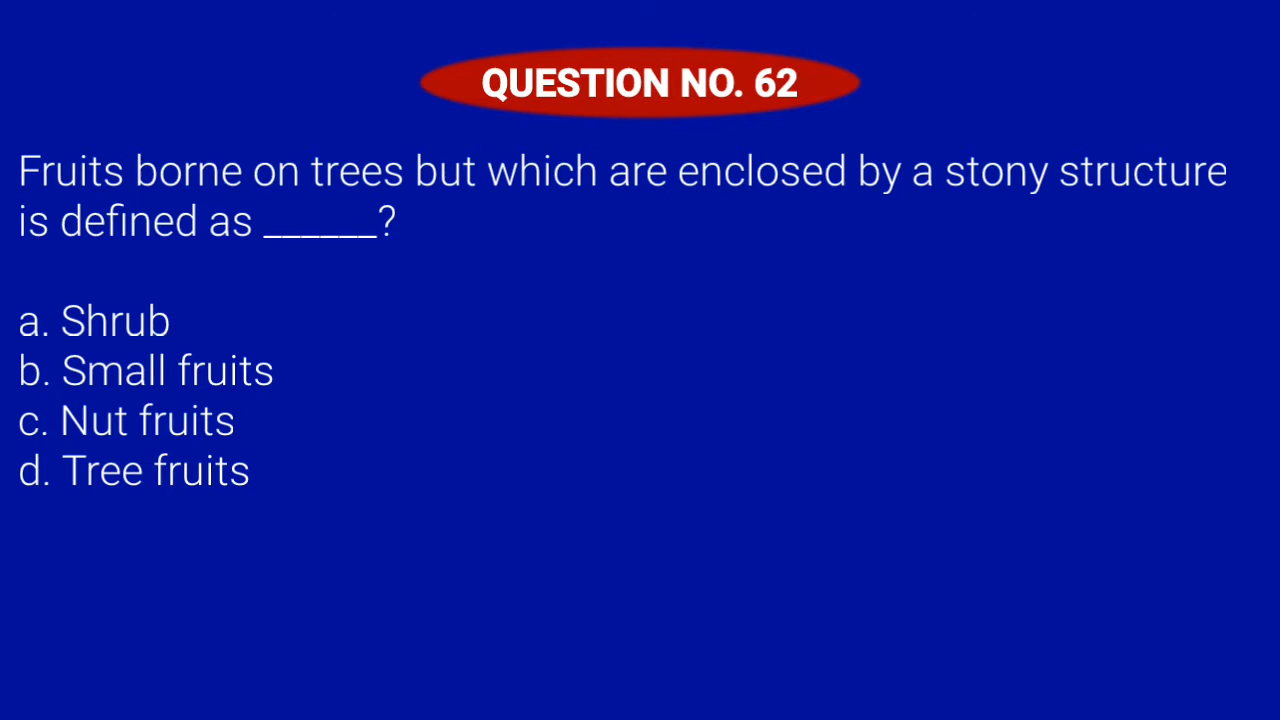 QUESTION NO. 62
Fruits borne on trees but which are enclosed by a stony structure
is defined as ______?
a. Shrub
b. Small fruits
c. Nut fruits
d. Tree fruits